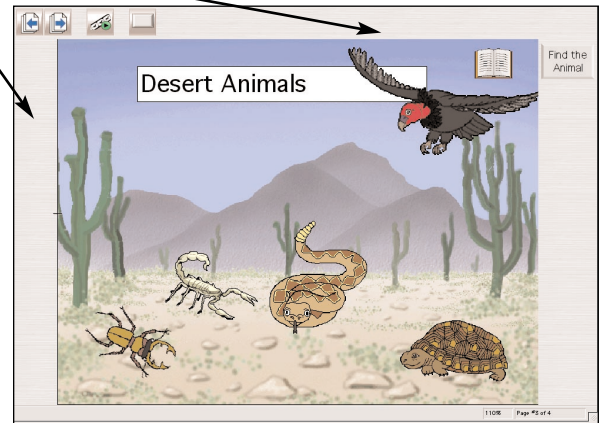 Desert Animals
Find the
Animal
110%
Page #3 of 4